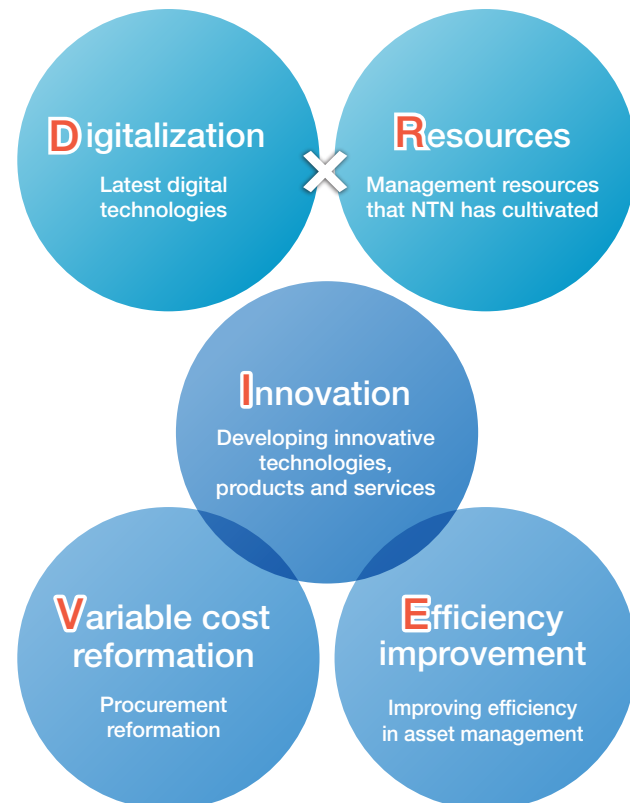 Digitalization
Latest digital
technologies
×
Resources
Management resources
that NTN has cultivated
Innovation
Developing innovative
technologies,
products and services
Variable cost
reformation
Procurement
reformation
Efficiency
improvement
Improving efficiency
in asset management